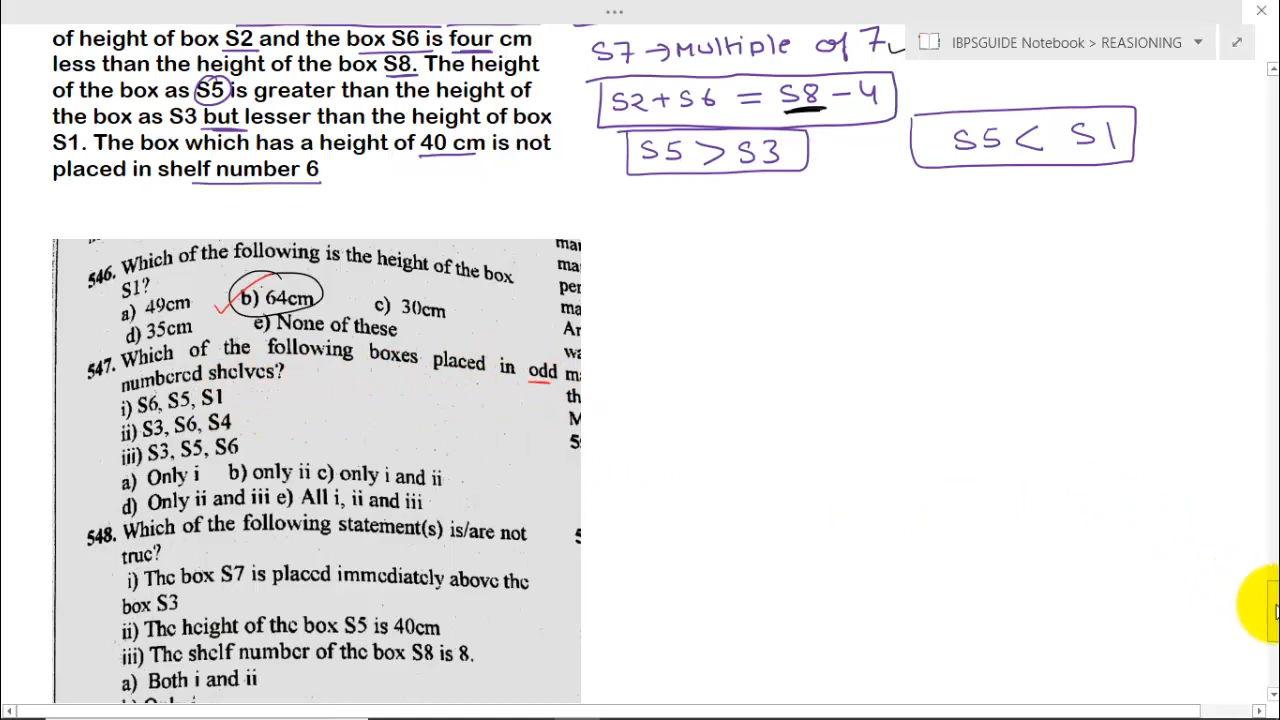 of height of box S2 and the box S6 is four cm
less than the height of the box S8. The height
of the box as S5 is greater than the height of
the box as S3 but lesser than the height of box
S1. The box which has a height of 40 cm is not
placed in shelf number 6
S7 → Multiple of 7
S2 + S6 = S8 - 4
S5 > S3
S5 < S1
IBPSGUIDE Notebook > REASONING
546. Which of the following is the height of the box
S1?
a) 49cm b) 64cm c) 30cm
d) 35cm e) None of these
547. Which of the following boxes placed in odd
numbered shelves?
i) S6, S5, S1
ii) S3, S6, S4
iii) S3, S5, S6
a) Only i b) only ii c) only i and ii
d) Only ii and iii e) All i, ii and iii
548. Which of the following statement(s) is/are not
true?
i) The box S7 is placed immediately above the
box S3
ii) The height of the box S5 is 40cm
iii) The shelf number of the box S8 is 8.
a) Both i and ii